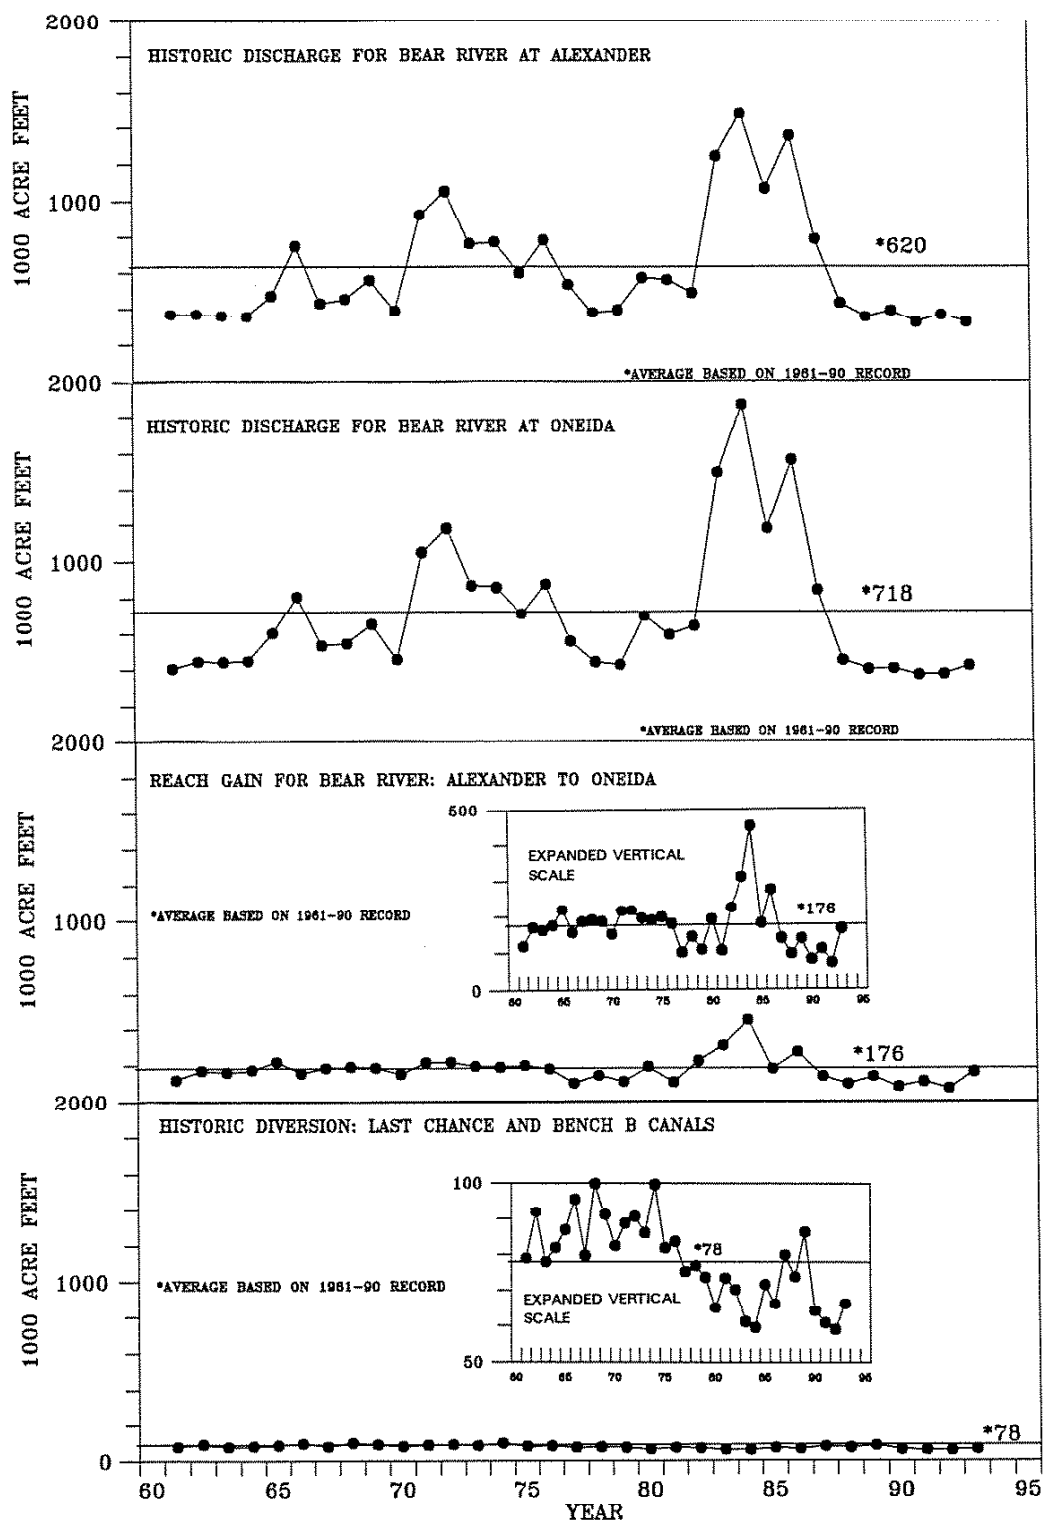 2000
HISTORIC DISCHARGE FOR BEAR RIVER AT ALEXANDER
1000 ACRE FEET
1000
*620
*AVERAGE BASED ON 1961-90 RECORD
2000
HISTORIC DISCHARGE FOR BEAR RIVER AT ONEIDA
1000 ACRE FEET
1000
*718
*AVERAGE BASED ON 1961-90 RECORD
2000
REACH GAIN FOR BEAR RIVER: ALEXANDER TO ONEIDA
1000 ACRE FEET
500
EXPANDED VERTICAL
SCALE
*176
*AVERAGE BASED ON 1961-90 RECORD
1000
0
60 65 70 75 80 85 90 95
*176
2000
HISTORIC DIVERSION: LAST CHANCE AND BENCH B CANALS
1000 ACRE FEET
100
*78
1000
*AVERAGE BASED ON 1961-90 RECORD
EXPANDED VERTICAL
SCALE
50
60 65 70 75 80 85 90 95
*78
0
60 65 70 75 80 85 90 95
YEAR